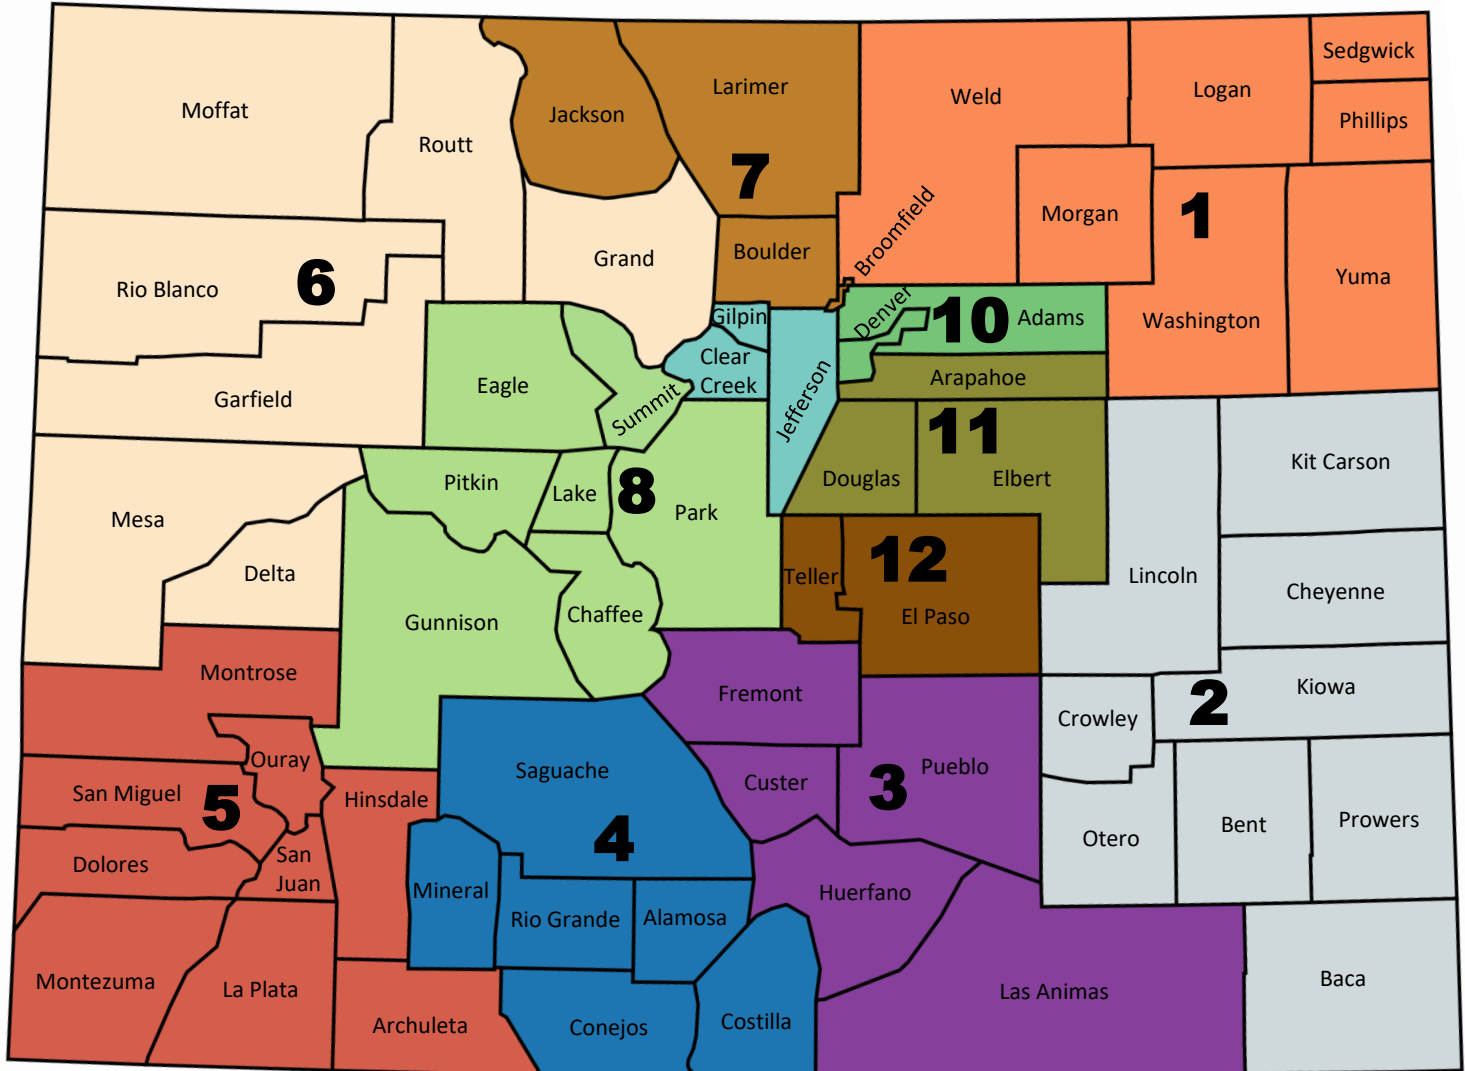 Sedgwick
Moffat
Routt
Jackson
Larimer
Weld
Logan
Phillips
7
Morgan
1
Rio Blanco
6
Grand
Boulder
Broomfield
Yuma
Gilpin
Denver
10
Adams
Washington
Garfield
Eagle
Summit
Clear
Creek
Jefferson
Arapahoe
11
Mesa
Pitkin
Lake
8
Park
Douglas
Elbert
Kit Carson
Delta
Gunnison
Chaffee
Teller
12
El Paso
Lincoln
Cheyenne
Montrose
Fremont
Crowley
2
Kiowa
Ouray
San Miguel
5
Hinsdale
Saguache
4
Custer
3
Pueblo
Otero
Bent
Prowers
Dolores
San
Juan
Mineral
Rio Grande
Alamosa
Huerfano
Montezuma
La Plata
Archuleta
Conejos
Costilla
Las Animas
Baca